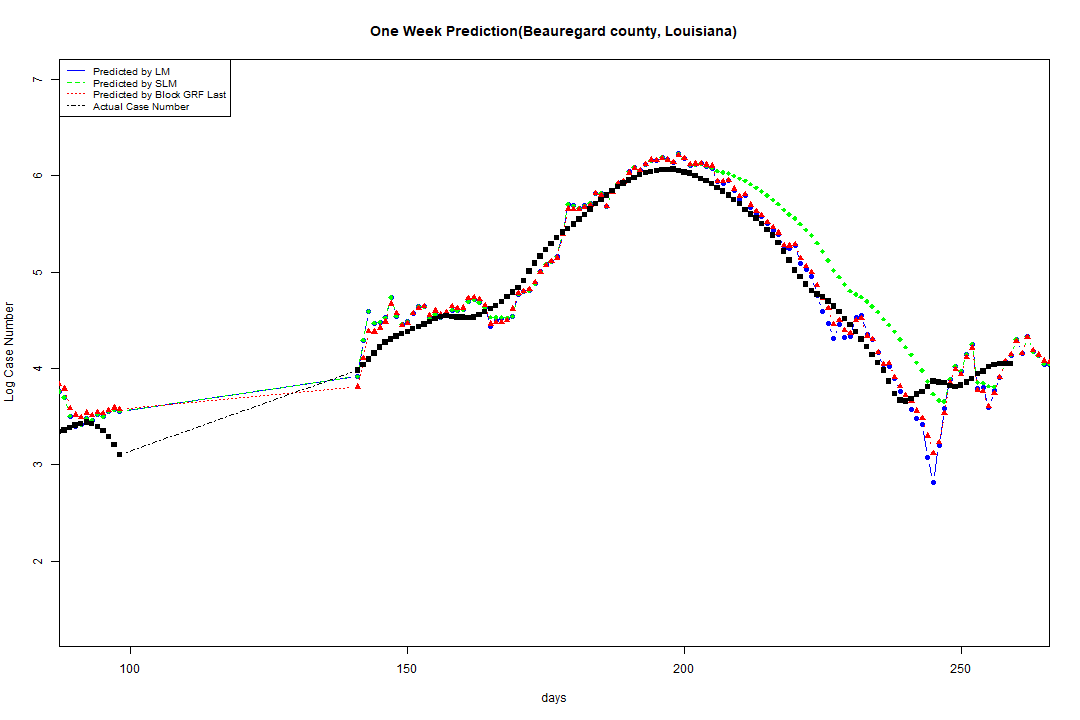 One Week Prediction(Beauregard county, Louisiana)
Predicted by LM
Predicted by SLM
Predicted by Block GRF Last
Actual Case Number
7
6
5
4
3
2
Log Case Number
100 150 200 250
days